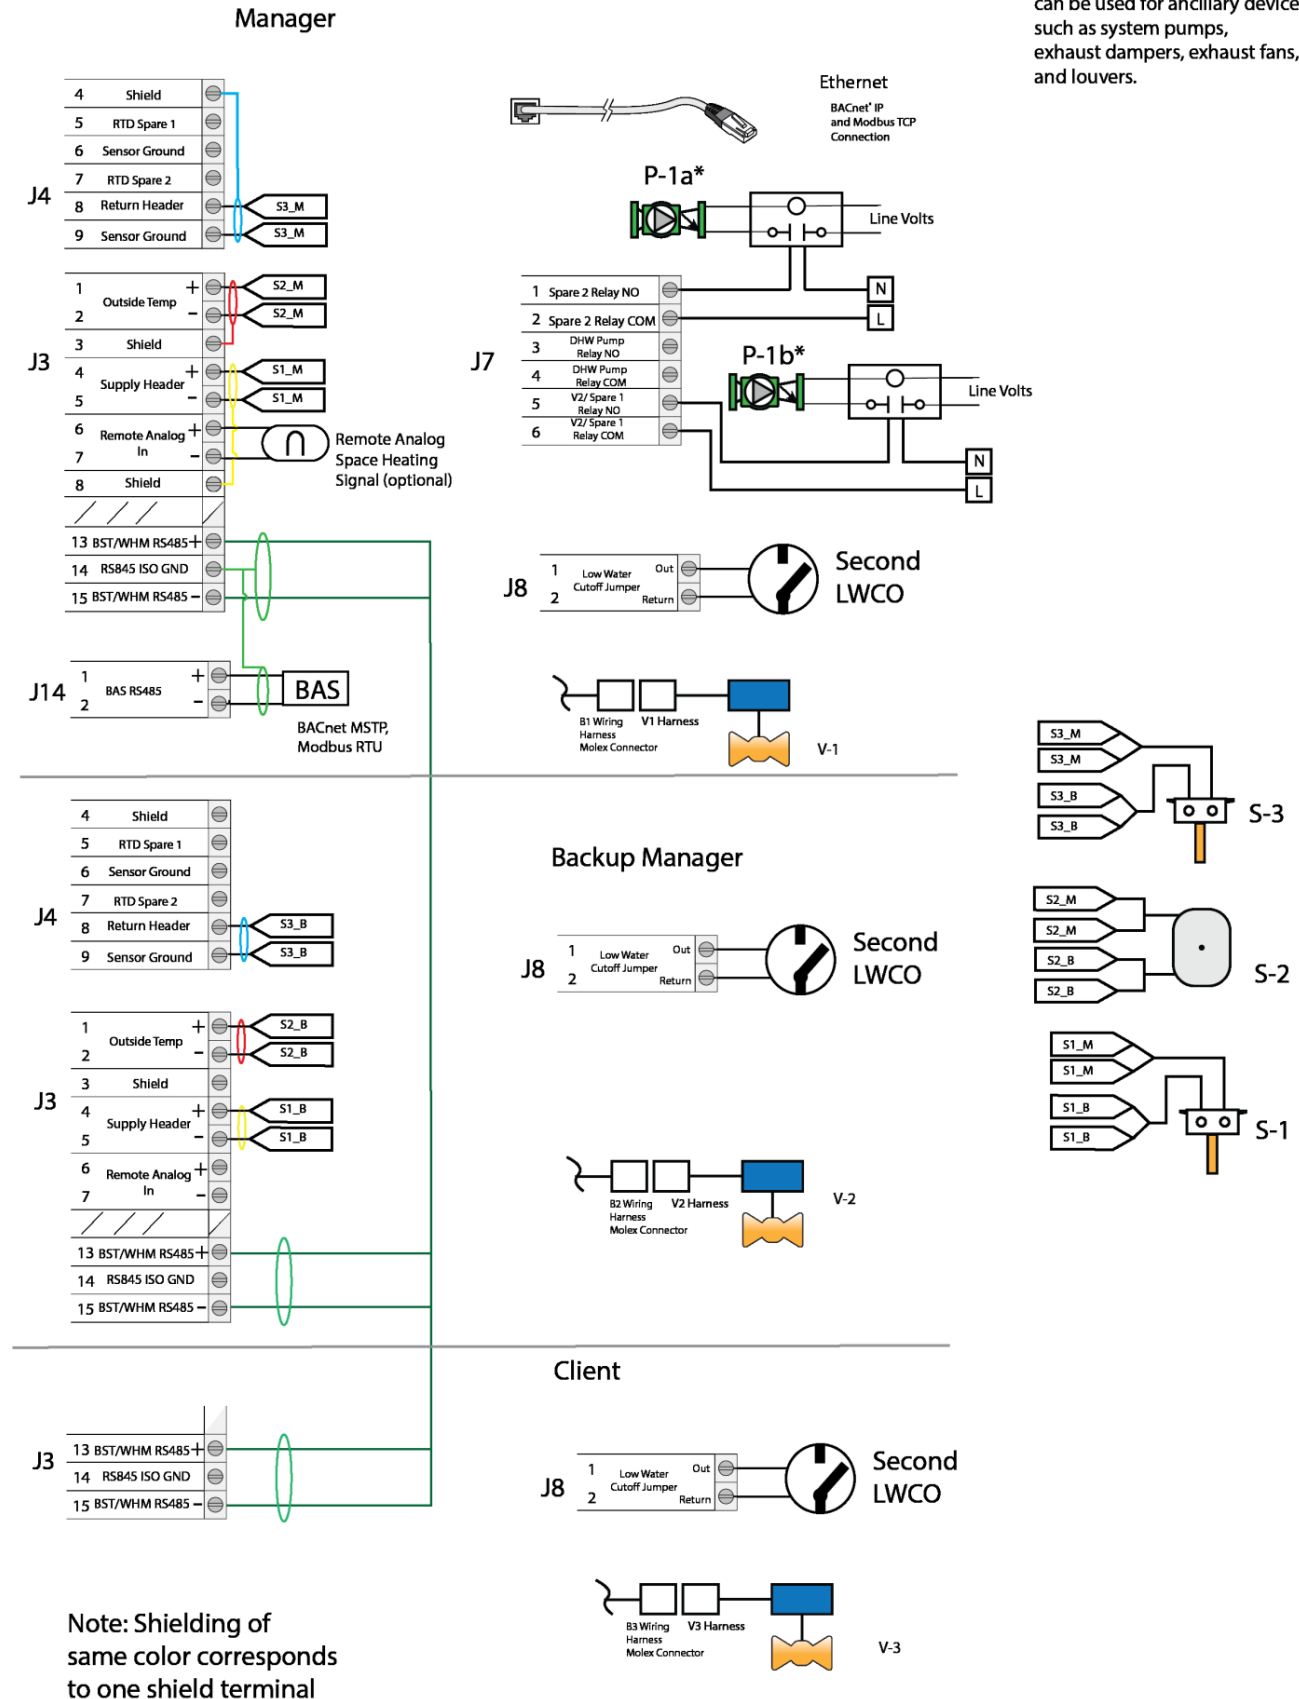 Manager
can be used for ancillary device
such as system pumps,
exhaust dampers, exhaust fans,
and louvers.
J4
4 Shield
5 RTD Spare 1
6 Sensor Ground
7 RTD Spare 2
8 Return Header
9 Sensor Ground
S3_M
S3_M
J3
1 +
Outside Temp
2 −
3 Shield
4 +
Supply Header
5 −
6 +
Remote Analog
In
7 −
8 Shield
S2_M
S2_M
S1_M
S1_M
Remote Analog
Space Heating
Signal (optional)
13 BST/WHM RS485 +
14 RS845 ISO GND
15 BST/WHM RS485 −
J14
1 +
BAS RS485
2 −
BAS
BACnet MSTP,
Modbus RTU
Ethernet
BACnet* IP
and Modbus TCP
Connection
P-1a*
Line Volts
J7
1 Spare 2 Relay NO
2 Spare 2 Relay COM
3 DHW Pump
Relay NO
4 DHW Pump
Relay COM
5 V2/ Spare 1
Relay NO
6 V2/ Spare 1
Relay COM
N
L
P-1b*
Line Volts
N
L
J8
1 Out
Low Water
Cutoff Jumper
2 Return
Second
LWCO
B1 Wiring
Harness
Molex Connector
V1 Harness
V-1
Backup Manager
J4
4 Shield
5 RTD Spare 1
6 Sensor Ground
7 RTD Spare 2
8 Return Header
9 Sensor Ground
S3_B
S3_B
J3
1 +
Outside Temp
2 −
3 Shield
4 +
Supply Header
5 −
6 +
Remote Analog
In
7 −
S2_B
S2_B
S1_B
S1_B
13 BST/WHM RS485 +
14 RS845 ISO GND
15 BST/WHM RS485 −
J8
1 Out
Low Water
Cutoff Jumper
2 Return
Second
LWCO
B2 Wiring
Harness
Molex Connector
V2 Harness
V-2
S3_M
S3_M
S3_B
S3_B
S-3
S2_M
S2_M
S2_B
S2_B
S-2
S1_M
S1_M
S1_B
S1_B
S-1
Client
J3
13 BST/WHM RS485 +
14 RS845 ISO GND
15 BST/WHM RS485 −
J8
1 Out
Low Water
Cutoff Jumper
2 Return
Second
LWCO
B3 Wiring
Harness
Molex Connector
V3 Harness
V-3
Note: Shielding of
same color corresponds
to one shield terminal